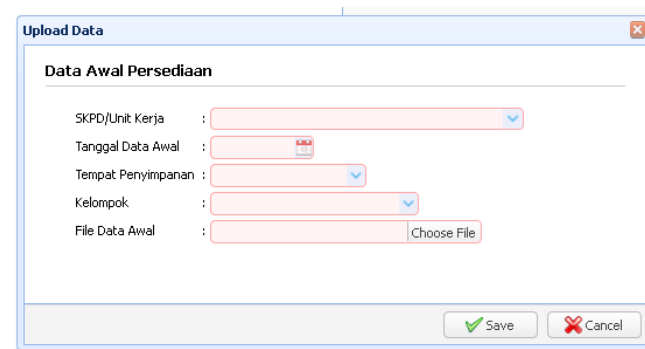 Upload Data
Data Awal Persediaan
SKPD/Unit Kerja :
Tanggal Data Awal :
Tempat Penyimpanan :
Kelompok :
File Data Awal : Choose File
Save Cancel